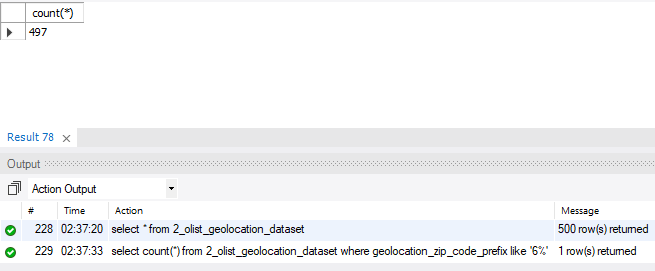 count(*)
497
Result 78
Output
Action Output
# Time Action Message
228 02:37:20 select * from 2_olist_geolocation_dataset 500 row(s) returned
229 02:37:33 select count(*) from 2_olist_geolocation_dataset where geolocation_zip_code_prefix like '6%' 1 row(s) returned